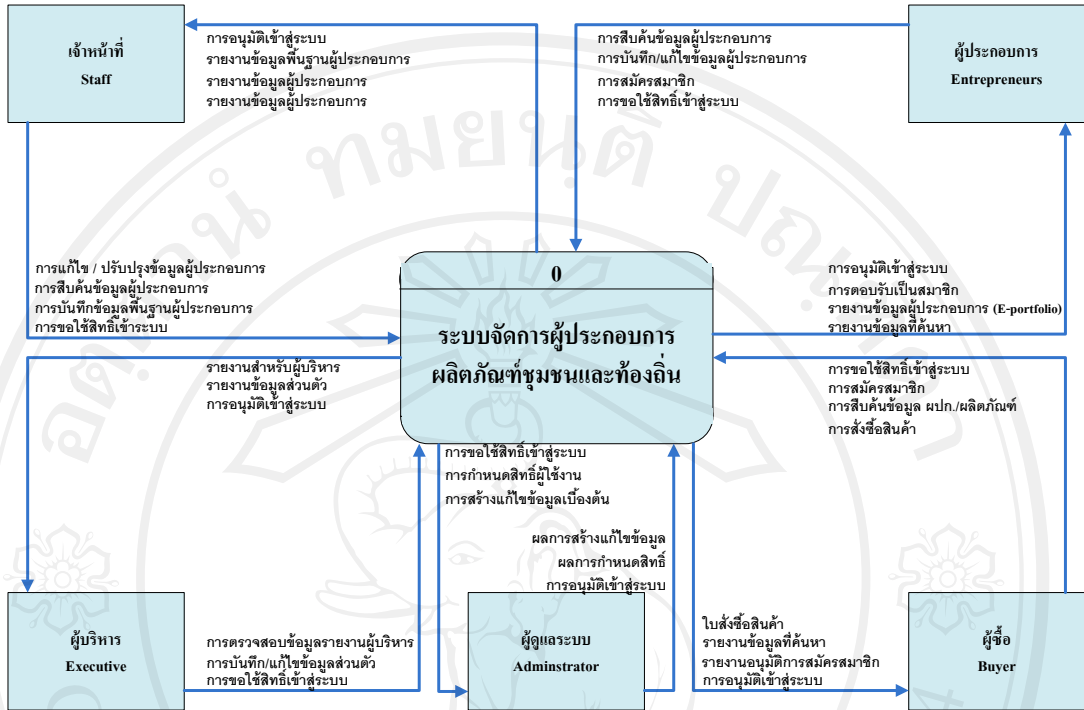 เจ้าหน้าที่
Staff
การอนุมัติเข้าสู่ระบบ
รายงานข้อมูลพื้นฐานผู้ประกอบการ
รายงานข้อมูลผู้ประกอบการ
รายงานข้อมูลผู้ประกอบการ
การสืบค้นข้อมูลผู้ประกอบการ
การบันทึก/แก้ไขข้อมูลผู้ประกอบการ
การสมัครสมาชิก
การขอใช้สิทธิ์เข้าสู่ระบบ
ผู้ประกอบการ
Entrepreneurs
อตฺตานํ ทมยนฺติ ปณฺฑิตา
การแก้ไข / ปรับปรุงข้อมูลผู้ประกอบการ
การสืบค้นข้อมูลผู้ประกอบการ
การบันทึกข้อมูลพื้นฐานผู้ประกอบการ
การขอใช้สิทธิ์เข้าระบบ
0
ระบบจัดการผู้ประกอบการ
ผลิตภัณฑ์ชุมชนและท้องถิ่น
การอนุมัติเข้าสู่ระบบ
การตอบรับเป็นสมาชิก
รายงานข้อมูลผู้ประกอบการ (E-portfolio)
รายงานข้อมูลที่ค้นหา
รายงานสำหรับผู้บริหาร
รายงานข้อมูลส่วนตัว
การอนุมัติเข้าสู่ระบบ
การขอใช้สิทธิ์เข้าสู่ระบบ
การสมัครสมาชิก
การสืบค้นข้อมูล ผปก./ผลิตภัณฑ์
การสั่งซื้อสินค้า
การขอใช้สิทธิ์เข้าสู่ระบบ
การกำหนดสิทธิ์ผู้ใช้งาน
การสร้างแก้ไขข้อมูลเบื้องต้น
ผลการสร้างแก้ไขข้อมูล
ผลการกำหนดสิทธิ์
การอนุมัติเข้าสู่ระบบ
ผู้บริหาร
Executive
การตรวจสอบข้อมูลรายงานผู้บริหาร
การบันทึก/แก้ไขข้อมูลส่วนตัว
การขอใช้สิทธิ์เข้าสู่ระบบ
ผู้ดูแลระบบ
Adminstrator
ใบสั่งซื้อสินค้า
รายงานข้อมูลที่ค้นหา
รายงานอนุมัติการสมัครสมาชิก
การอนุมัติเข้าสู่ระบบ
ผู้ซื้อ
Buyer